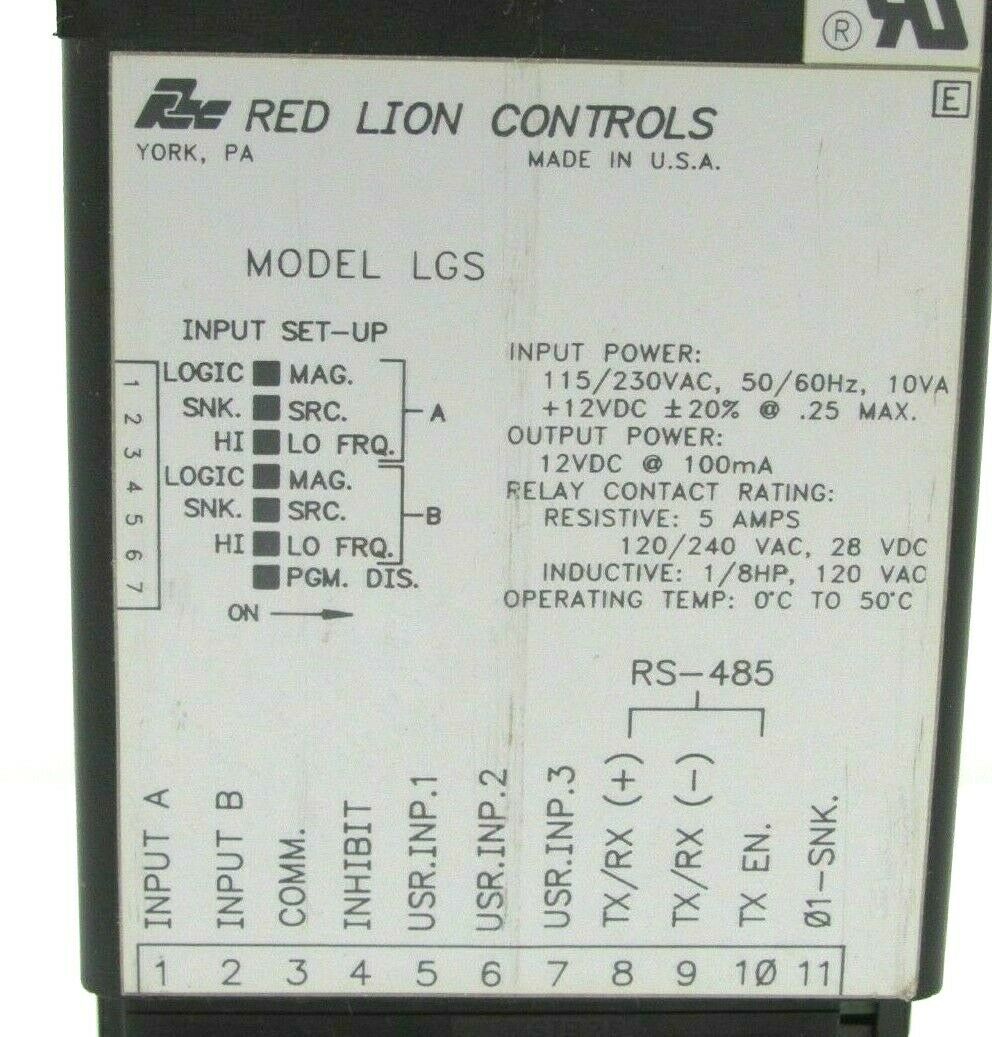 ®
E
RED LION CONTROLS
YORK, PA MADE IN U.S.A.
MODEL LGS
INPUT SET-UP
1 LOGIC MAG.
2 SNK. SRC. A
3 HI LO FRQ.
4 LOGIC MAG.
5 SNK. SRC. B
6 HI LO FRQ.
7 PGM. DIS.
ON
INPUT POWER:
115/230VAC, 50/60Hz, 10VA
+12VDC ±20% @ .25 MAX.
OUTPUT POWER:
12VDC @ 100mA
RELAY CONTACT RATING:
RESISTIVE: 5 AMPS
120/240 VAC, 28 VDC
INDUCTIVE: 1/8HP, 120 VAC
OPERATING TEMP: 0°C TO 50°C
RS-485
INPUT A
INPUT B
COMM.
INHIBIT
USR.INP.1
USR.INP.2
USR.INP.3
TX/RX (+)
TX/RX (-)
TX EN.
Ø1-SNK.
1 2 3 4 5 6 7 8 9 1Ø 11